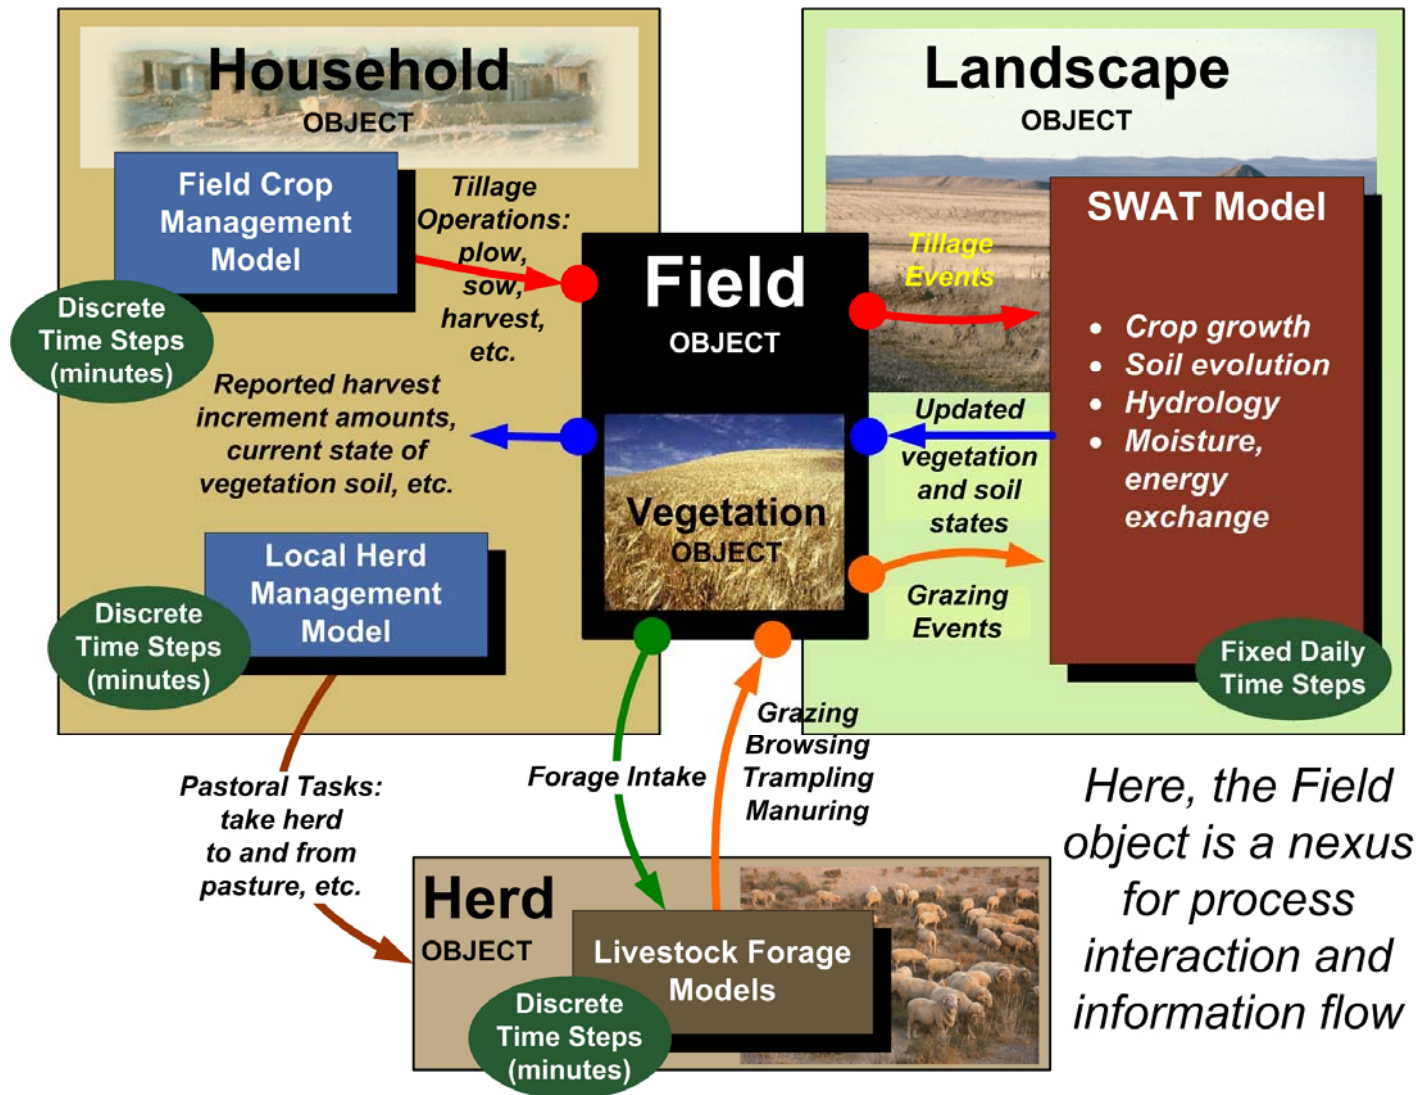 Household
OBJECT
Field Crop
Management
Model
Discrete
Time Steps
(minutes)
Tillage
Operations:
plow,
sow,
harvest,
etc.
Reported harvest
increment amounts,
current state of
vegetation soil, etc.
Local Herd
Management
Model
Discrete
Time Steps
(minutes)
Field
OBJECT
Vegetation
OBJECT
Landscape
OBJECT
Tillage
Events
SWAT Model
• Crop growth
• Soil evolution
• Hydrology
• Moisture,
energy
exchange
Updated
vegetation
and soil
states
Grazing
Events
Fixed Daily
Time Steps
Pastoral Tasks:
take herd
to and from
pasture, etc.
Forage Intake
Grazing
Browsing
Trampling
Manuring
Herd
OBJECT
Livestock Forage
Models
Discrete
Time Steps
(minutes)
Here, the Field
object is a nexus
for process
interaction and
information flow